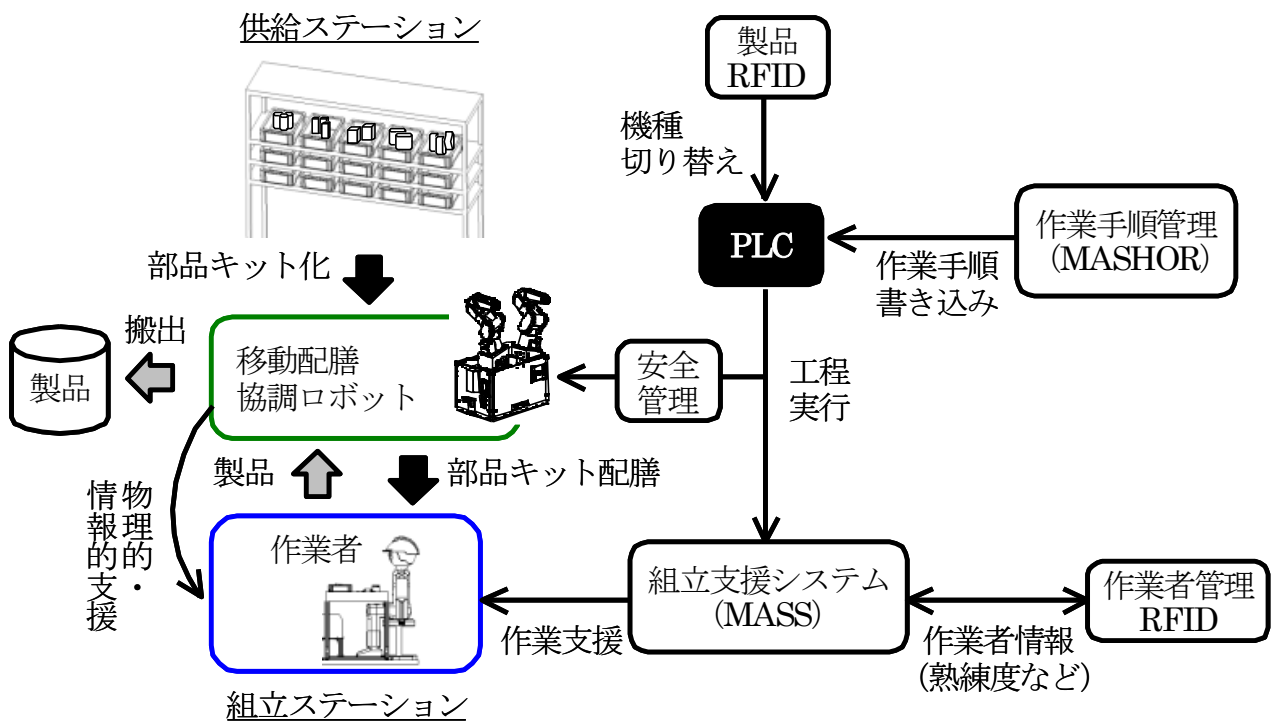 供給ステーション
製品
RFID
機種
切り替え
PLC
作業手順管理
(MASHOR)
作業手順
書き込み
部品キット化
搬出
製品
移動配膳
協調ロボット
安全
管理
工程
実行
製品
部品キット配膳
物理的・
情報的支援
作業者
組立支援システム
(MASS)
作業者管理
RFID
作業支援
作業者情報
(熟練度など)
組立ステーション